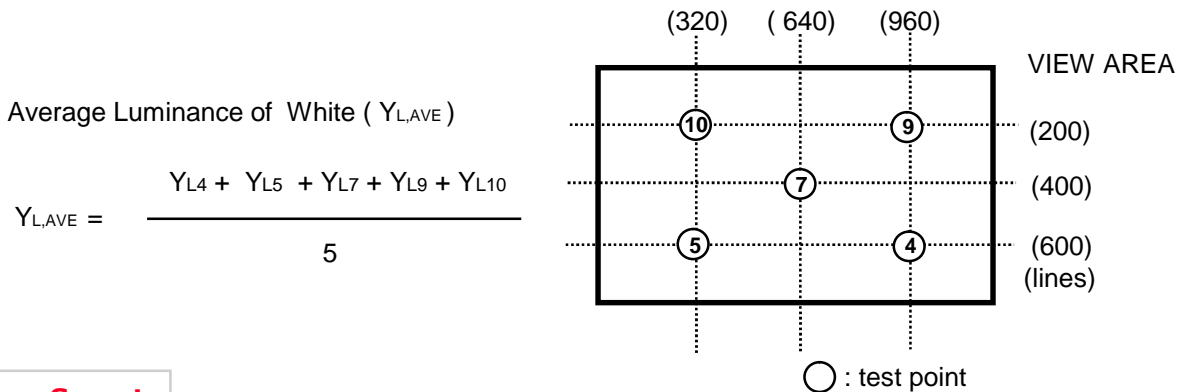 (320) ( 640) (960)
VIEW AREA
Average Luminance of White ( YL,AVE )
10 9 (200)
YL4 + YL5 + YL7 + YL9 + YL10
7 (400)
YL,AVE =
5
5 4 (600)
(lines)
: test point